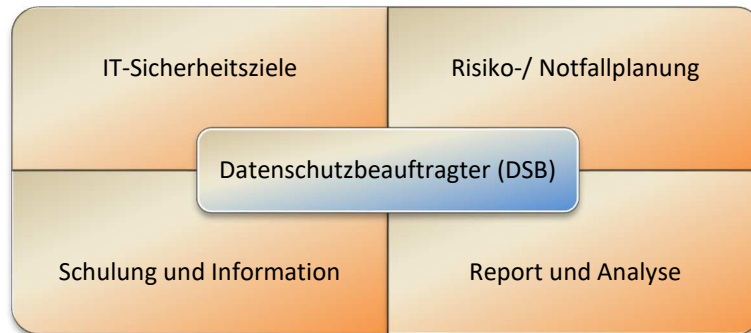 IT-Sicherheitsziele
Risiko-/ Notfallplanung
Datenschutzbeauftragter (DSB)
Schulung und Information
Report und Analyse